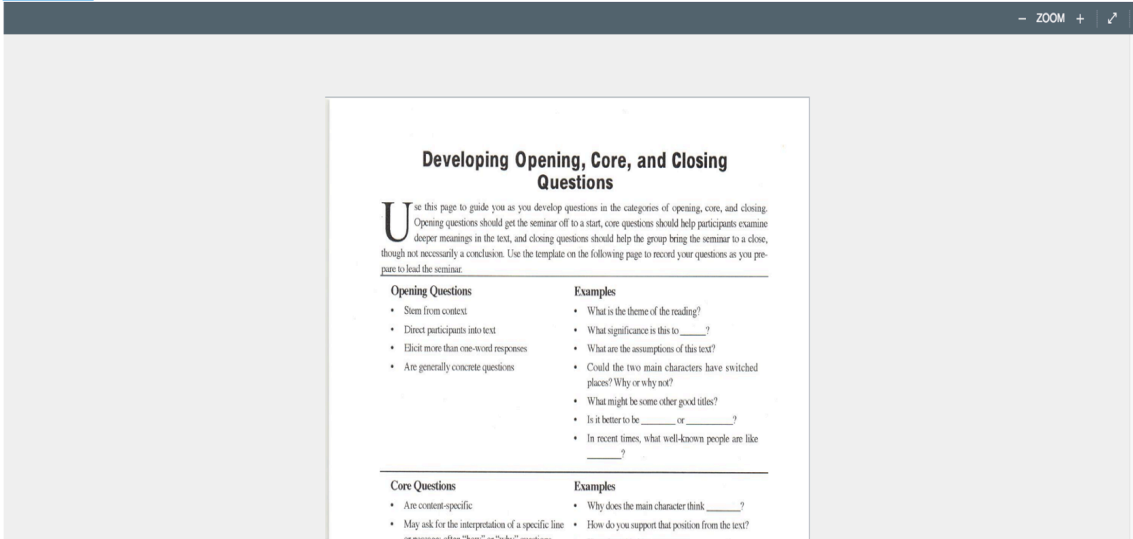 − ZOOM +
Developing Opening, Core, and Closing
Questions
Use this page to guide you as you develop questions in the categories of opening, core, and closing.
Opening questions should get the seminar off to a start, core questions should help participants examine
deeper meanings in the text, and closing questions should help the group bring the seminar to a close,
though not necessarily a conclusion. Use the template on the following page to record your questions as you pre-
pare to lead the seminar.
Opening Questions
• Stem from context
• Direct participants into text
• Elicit more than one-word responses
• Are generally concrete questions
Examples
• What is the theme of the reading?
• What significance is this to _____?
• What are the assumptions of this text?
• Could the two main characters have switched
places? Why or why not?
• What might be some other good titles?
• Is it better to be _______ or _________?
• In recent times, what well-known people are like
_______?
Core Questions
• Are content-specific
• May ask for the interpretation of a specific line
Examples
• Why does the main character think _______?
• How do you support that position from the text?